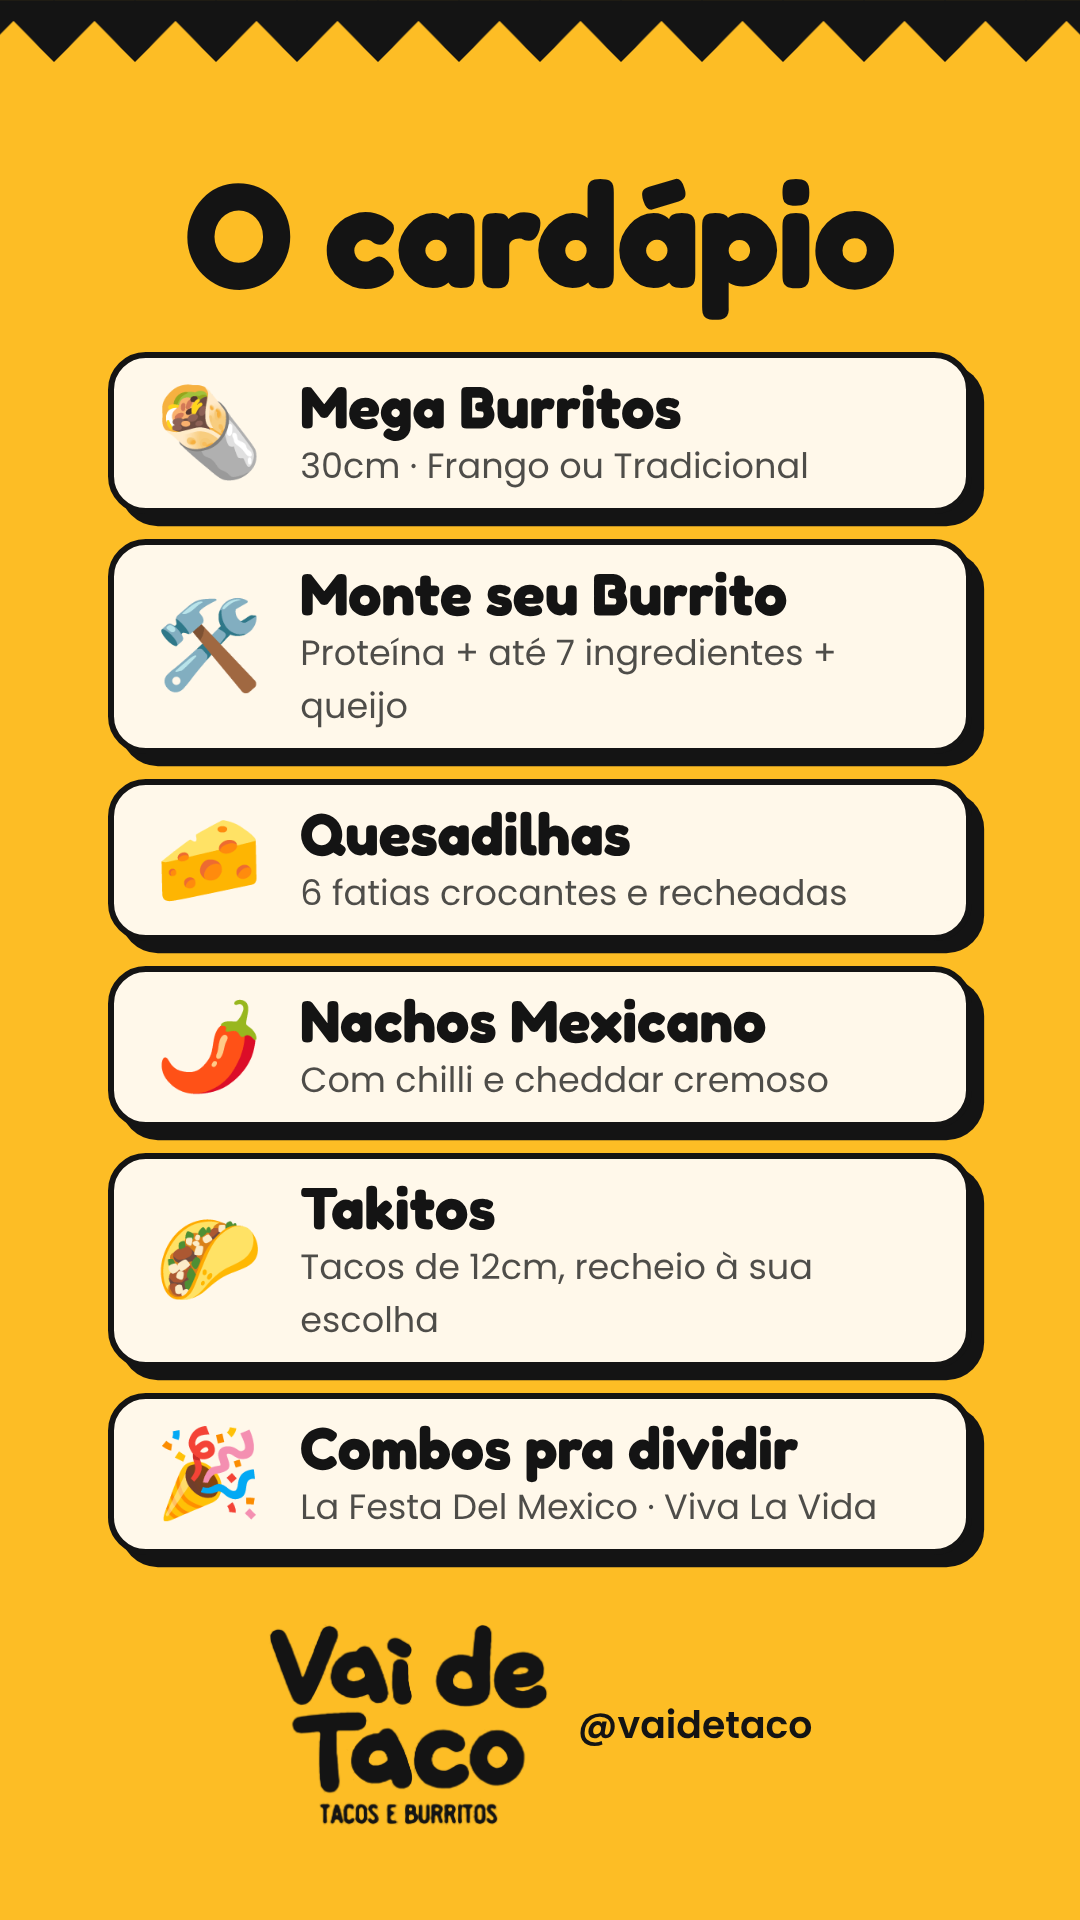 O cardápio
Mega Burritos
30cm · Frango ou Tradicional
Monte seu Burrito
Proteína + até 7 ingredientes +
queijo
Quesadilhas
6 fatias crocantes e recheadas
Nachos Mexicano
Com chilli e cheddar cremoso
Takitos
Tacos de 12cm, recheio à sua
escolha
Combos pra dividir
La Festa Del Mexico · Viva La Vida
Vai de
Taco
TACOS E BURRITOS
@vaidetaco